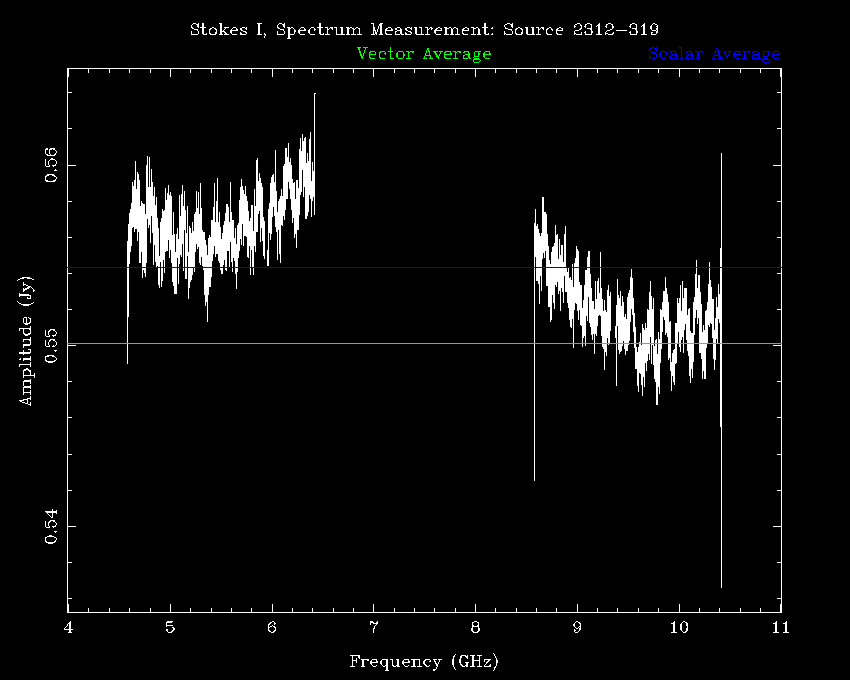 Stokes I, Spectrum Measurement: Source 2312-319
Vector Average Scalar Average
0.56
0.55
0.54
Amplitude (Jy)
4 5 6 7 8 9 10 11
Frequency (GHz)